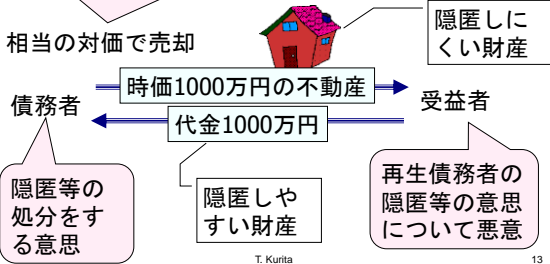 相当の対価で売却
隠匿しに
くい財産
時価1000万円の不動産
債務者
受益者
代金1000万円
隠匿等の
処分をす
る意思
隠匿しや
すい財産
再生債務者の
隠匿等の意思
について悪意
T. Kurita
13